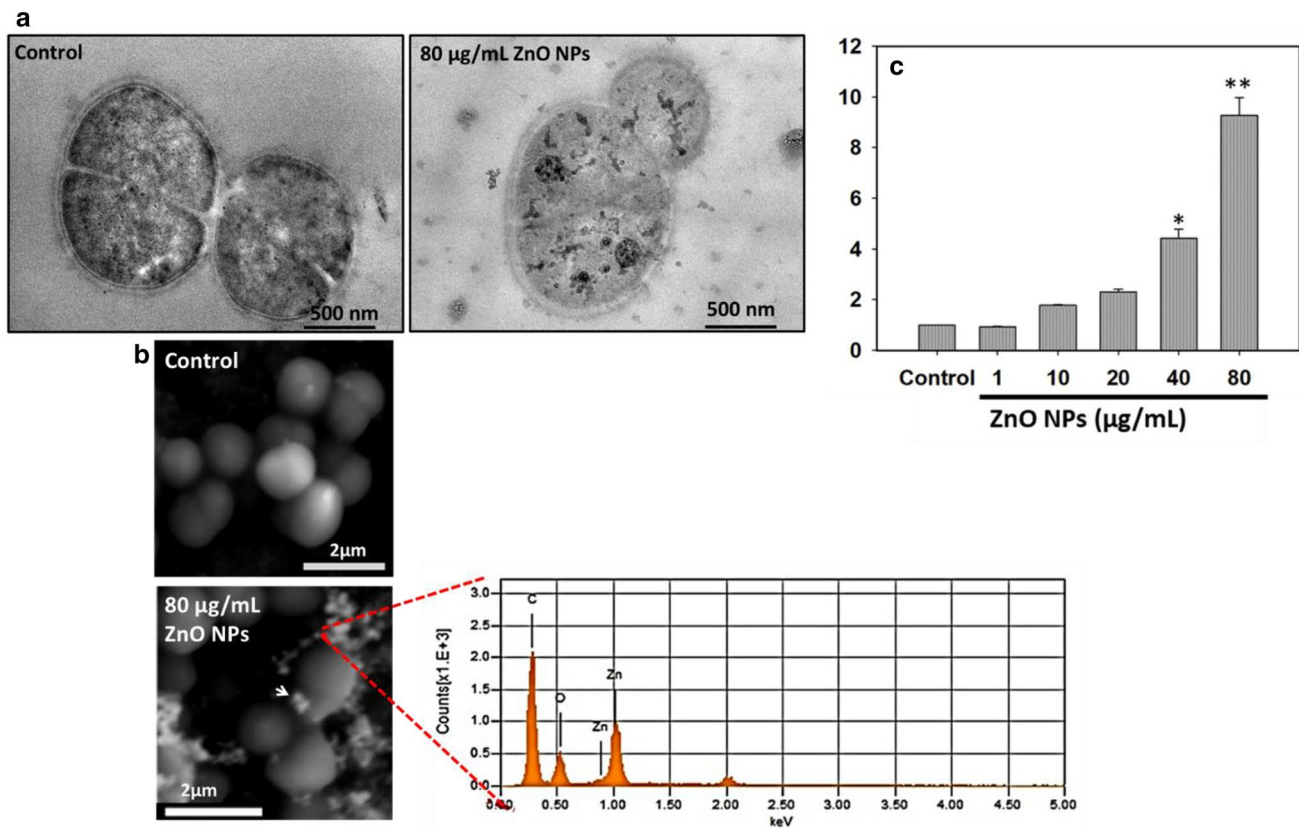 a
Control
80 µg/mL ZnO NPs
500 nm
500 nm
c
12
10
8
6
4
2
0
*
**
Control 1 10 20 40 80
ZnO NPs (µg/mL)
b
Control
2µm
80 µg/mL
ZnO NPs
2µm
Counts[x1.E+3]
3.0
2.5
2.0
1.5
1.0
0.5
0.0
C
O
Zn
Zn
0.00 0.50 1.00 1.50 2.00 2.50 3.00 3.50 4.00 4.50 5.00
keV